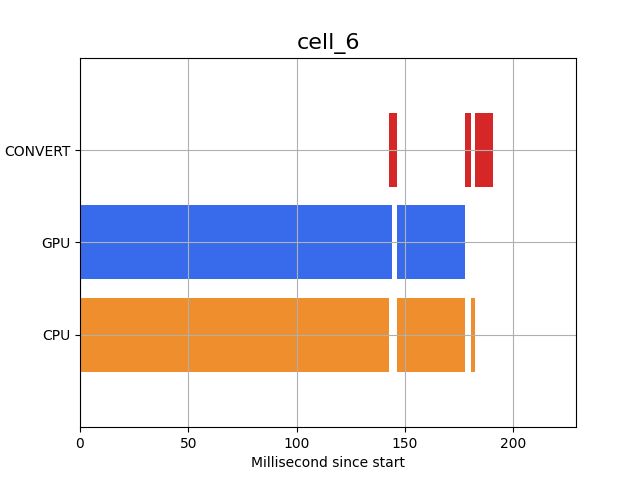 cell_6
CONVERT
GPU
CPU
0 50 100 150 200
Millisecond since start